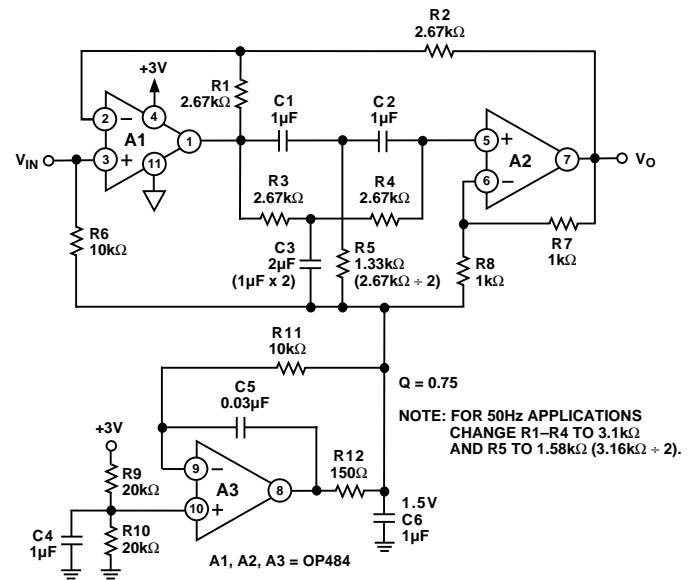 R2
2.67kΩ
+3V
R1
2.67kΩ
C1
1µF
C2
1µF
2
−
4
A1
1
3
+
11
VIN
5
+
A2
7
6
−
VO
R3
2.67kΩ
R4
2.67kΩ
R6
10kΩ
C3
2µF
(1µF x 2)
R5
1.33kΩ
(2.67kΩ ÷ 2)
R8
1kΩ
R7
1kΩ
R11
10kΩ
C5
0.03µF
Q = 0.75
NOTE: FOR 50Hz APPLICATIONS
CHANGE R1–R4 TO 3.1kΩ
AND R5 TO 1.58kΩ (3.16kΩ ÷ 2).
+3V
R9
20kΩ
9
−
A3
8
10
+
R12
150Ω
C4
1µF
R10
20kΩ
1.5V
C6
1µF
A1, A2, A3 = OP484